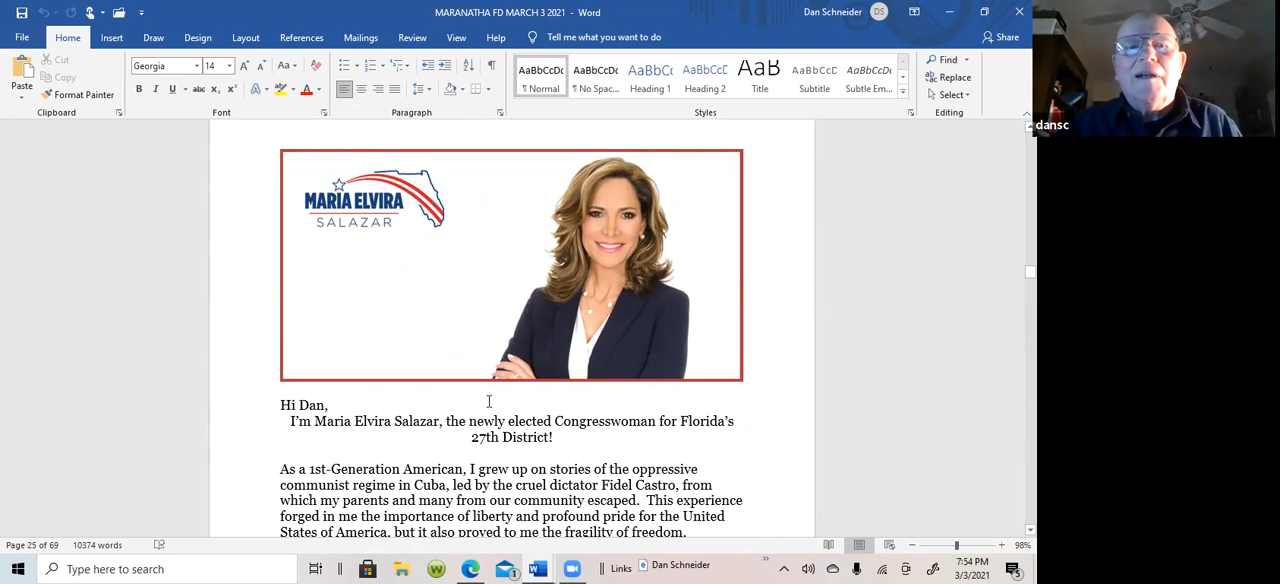 MARANATHA FD MARCH 3 2021 - Word
Dan Schneider DS
File Home Insert Draw Design Layout References Mailings Review View Help Tell me what you want to do Share
Cut
Copy
Paste
Format Painter
Clipboard
Georgia 14
Font
Paragraph
AaBbCcDc AaBbCcDc AaBbCc AaBbCcD AaB AaBbCcD AaBbCcDc
¶ Normal ¶ No Spac... Heading 1 Heading 2 Title Subtitle Subtle Em...
Styles
Find
Replace
Select
Editing
dansc
MARIA ELVIRA
SALAZAR
Hi Dan,
I'm Maria Elvira Salazar, the newly elected Congresswoman for Florida's
27th District!
As a 1st-Generation American, I grew up on stories of the oppressive
communist regime in Cuba, led by the cruel dictator Fidel Castro, from
which my parents and many from our community escaped.  This experience
forged in me the importance of liberty and profound pride for the United
States of America, but it also proved to me the fragility of freedom.
Page 25 of 69 10374 words
98%
Type here to search
Links Dan Schneider
7:54 PM
3/3/2021